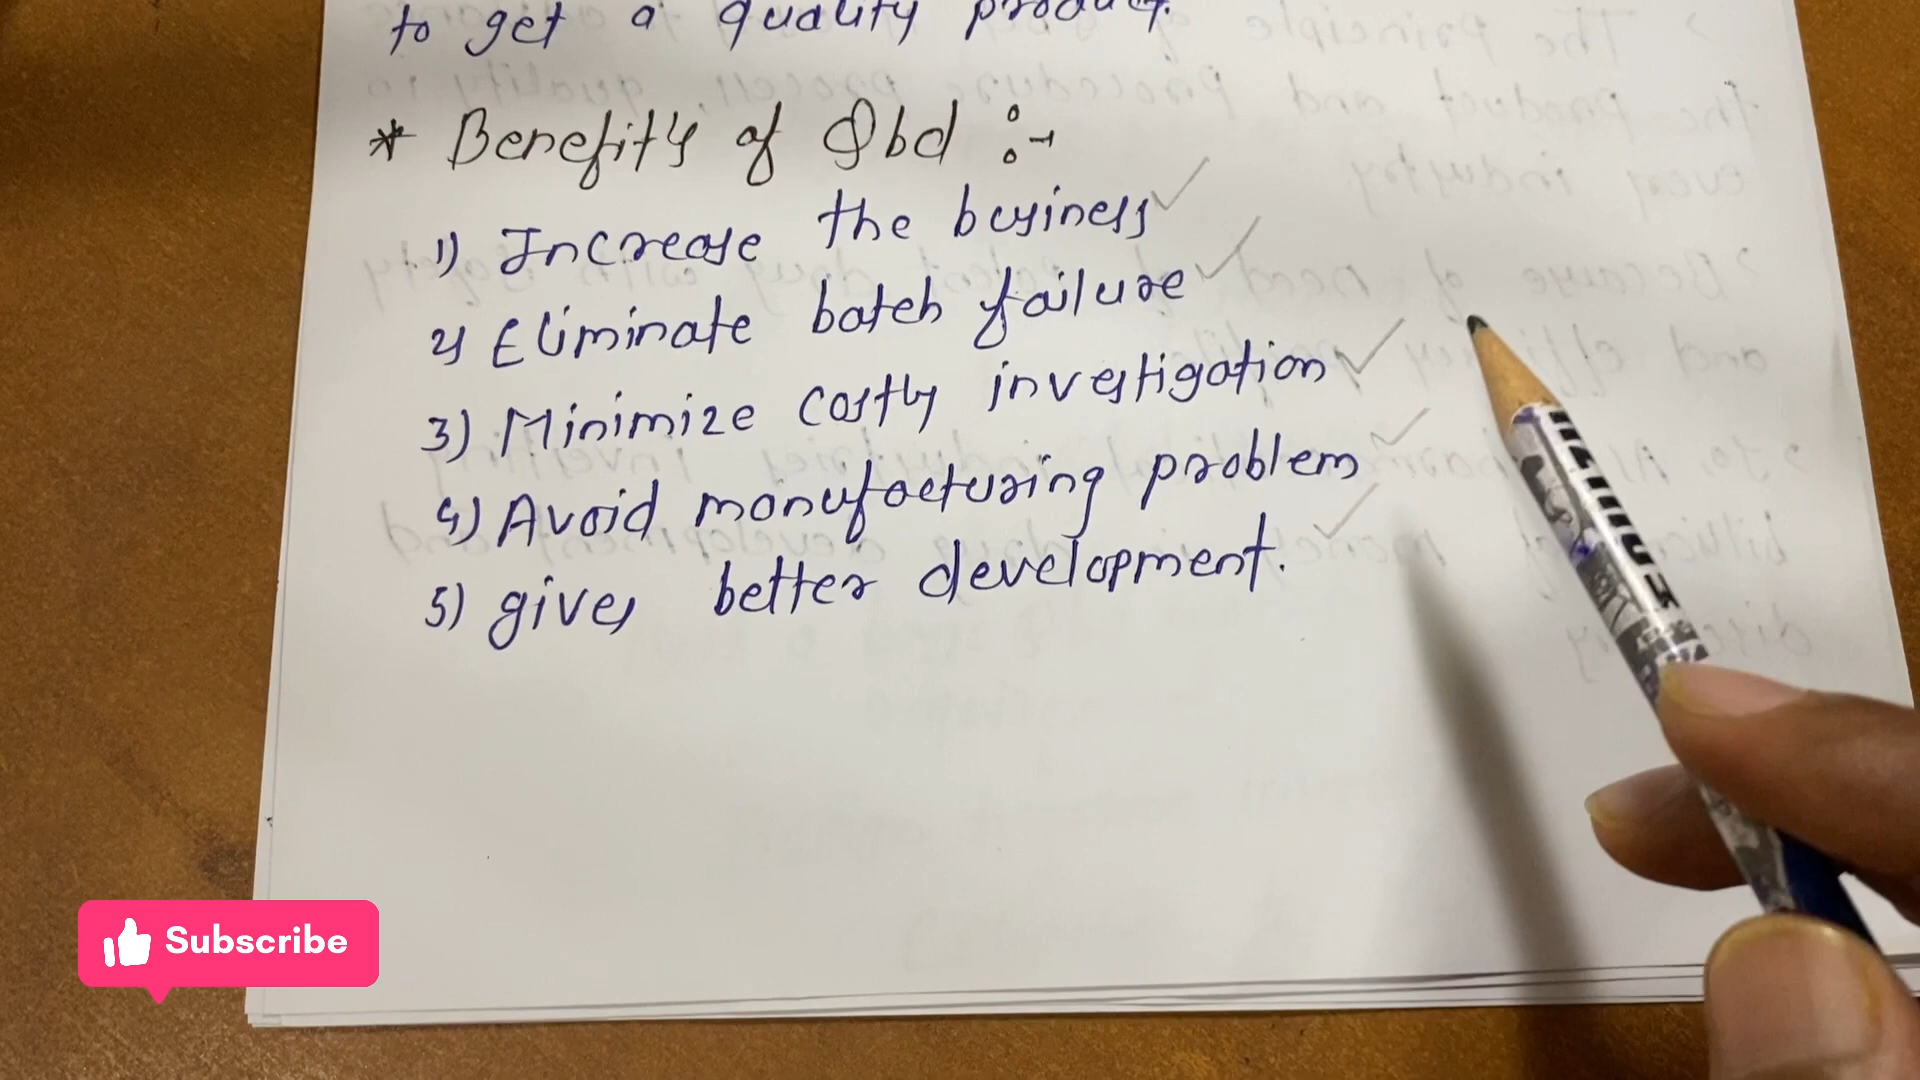 to get a quality product.
* Benefit's of Qbd :-
1) Increase the business ✓
2) Eliminate batch failure ✓
3) Minimize costly investigation ✓
4) Avoid manufacturing problem ✓
5) gives better development. ✓
Subscribe